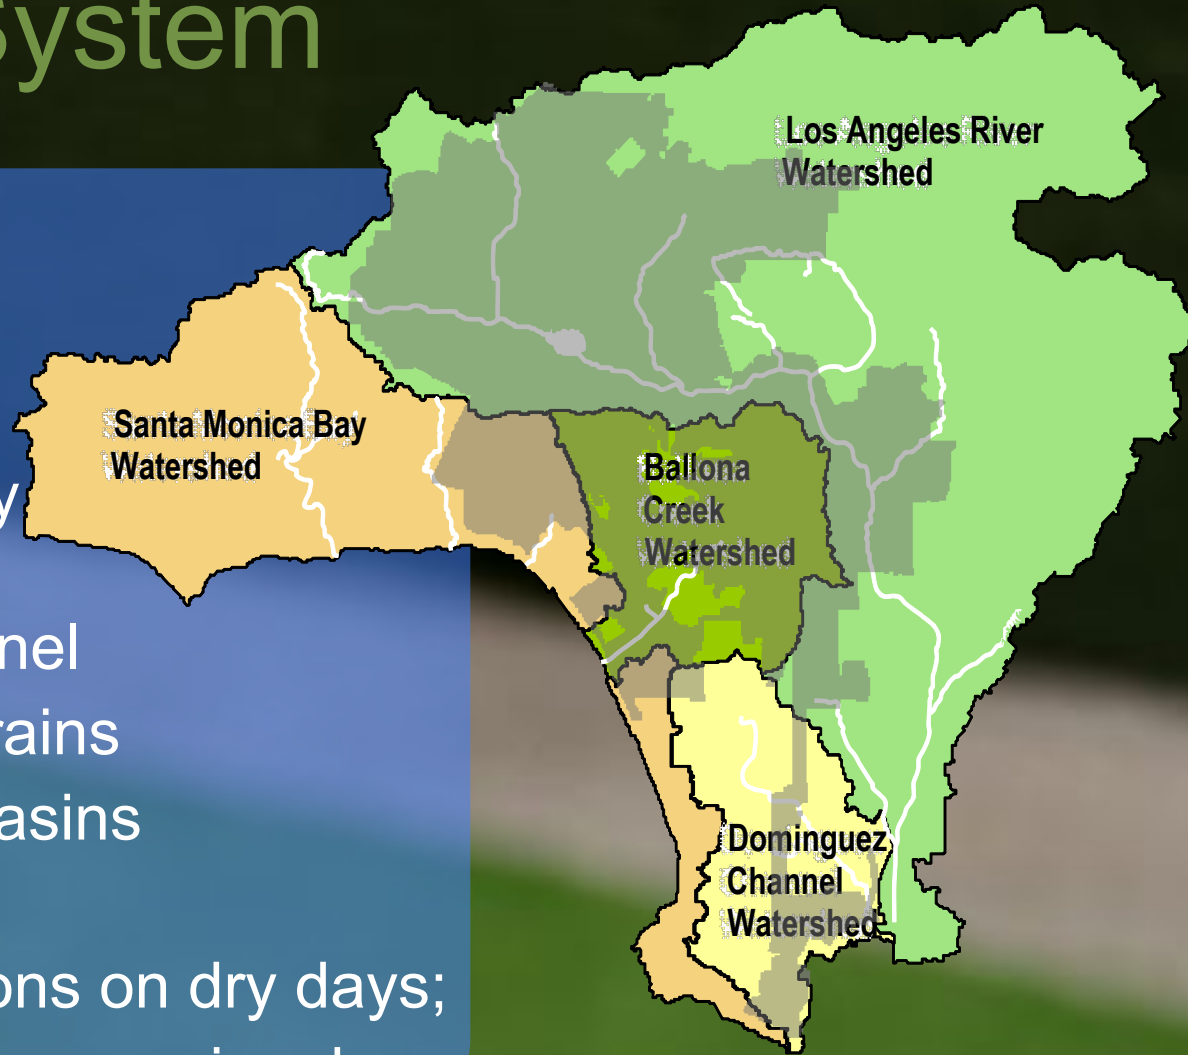 System
Los Angeles River
Watershed
Santa Monica Bay
Watershed
Ballona
Creek
Watershed
y
nel
rains
asins
Dominguez
Channel
Watershed
ons on dry days;